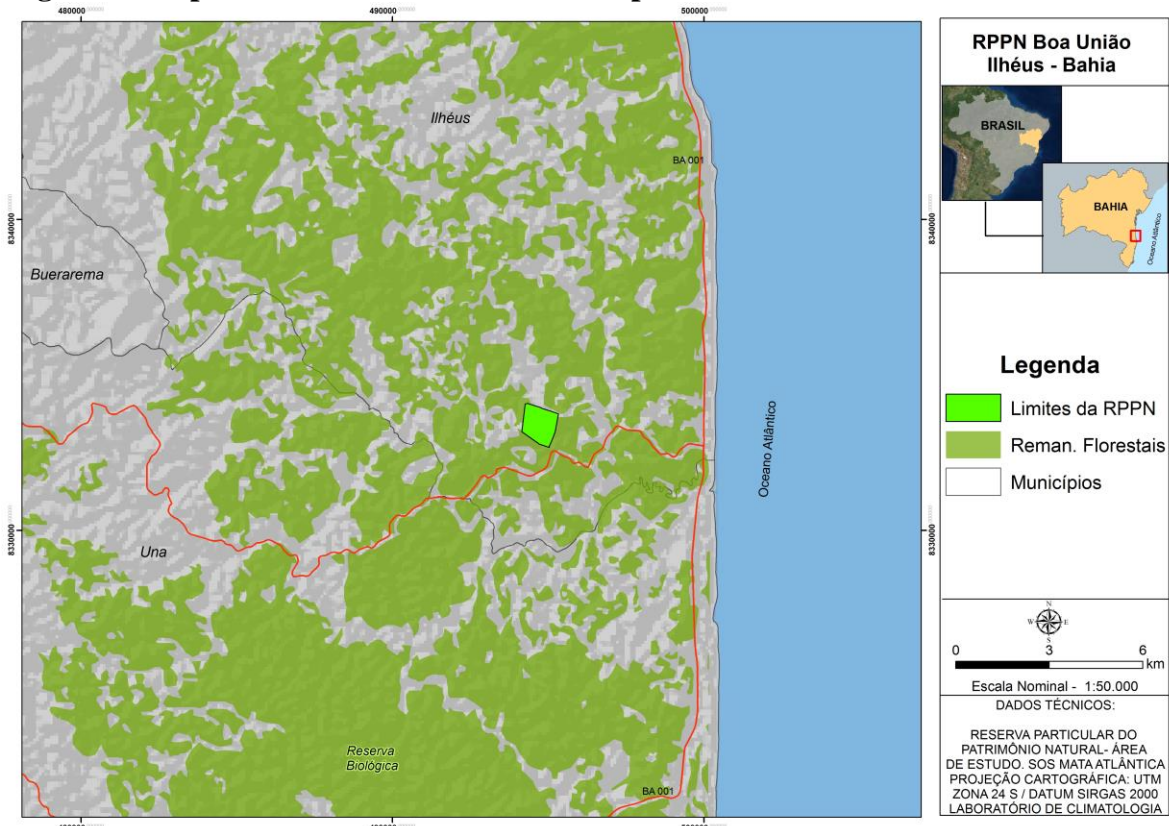 480000
490000
500000
Ilhéus
BA 001
8340000
8340000
Buerarema
Oceano Atlântico
8330000
8330000
Una
Reserva
Biológica
BA 001
RPPN Boa União
Ilhéus - Bahia
BRASIL
BAHIA
Oceano Atlântico
Legenda
Limites da RPPN
Reman. Florestais
Municípios
N
W
E
S
0 3 6
km
Escala Nominal - 1:50.000
DADOS TÉCNICOS:
RESERVA PARTICULAR DO
PATRIMÔNIO NATURAL- ÁREA
DE ESTUDO. SOS MATA ATLÂNTICA
PROJEÇÃO CARTOGRÁFICA: UTM
ZONA 24 S / DATUM SIRGAS 2000
LABORATÓRIO DE CLIMATOLOGIA